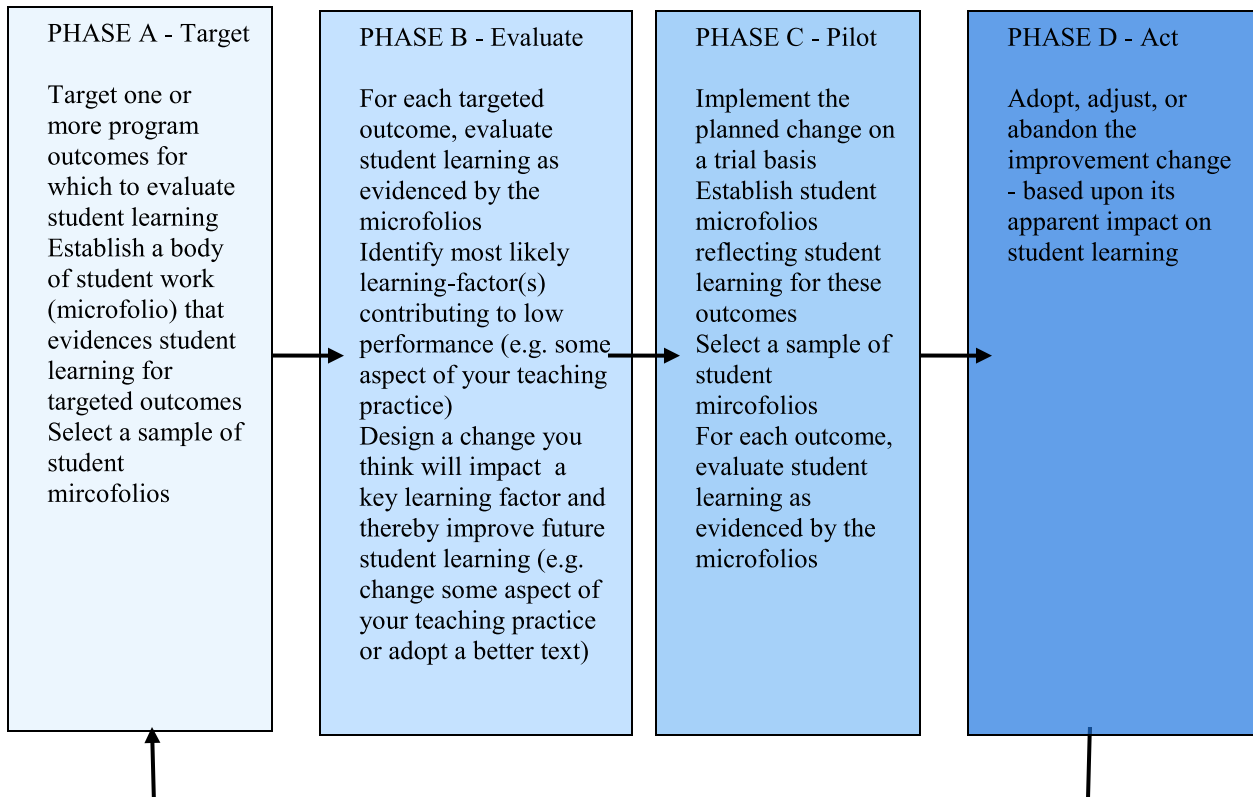 PHASE A - Target
Target one or
more program
outcomes for
which to evaluate
student learning
Establish a body
of student work
(microfolio) that
evidences student
learning for
targeted outcomes
Select a sample of
student
mircofolios
PHASE B - Evaluate
For each targeted
outcome, evaluate
student learning as
evidenced by the
microfolios
Identify most likely
learning-factor(s)
contributing to low
performance (e.g. some
aspect of your teaching
practice)
Design a change you
think will impact  a
key learning factor and
thereby improve future
student learning (e.g.
change some aspect of
your teaching practice
or adopt a better text)
PHASE C - Pilot
Implement the
planned change on
a trial basis
Establish student
microfolios
reflecting student
learning for these
outcomes
Select a sample of
student
mircofolios
For each outcome,
evaluate student
learning as
evidenced by the
microfolios
PHASE D - Act
Adopt, adjust, or
abandon the
improvement change
- based upon its
apparent impact on
student learning